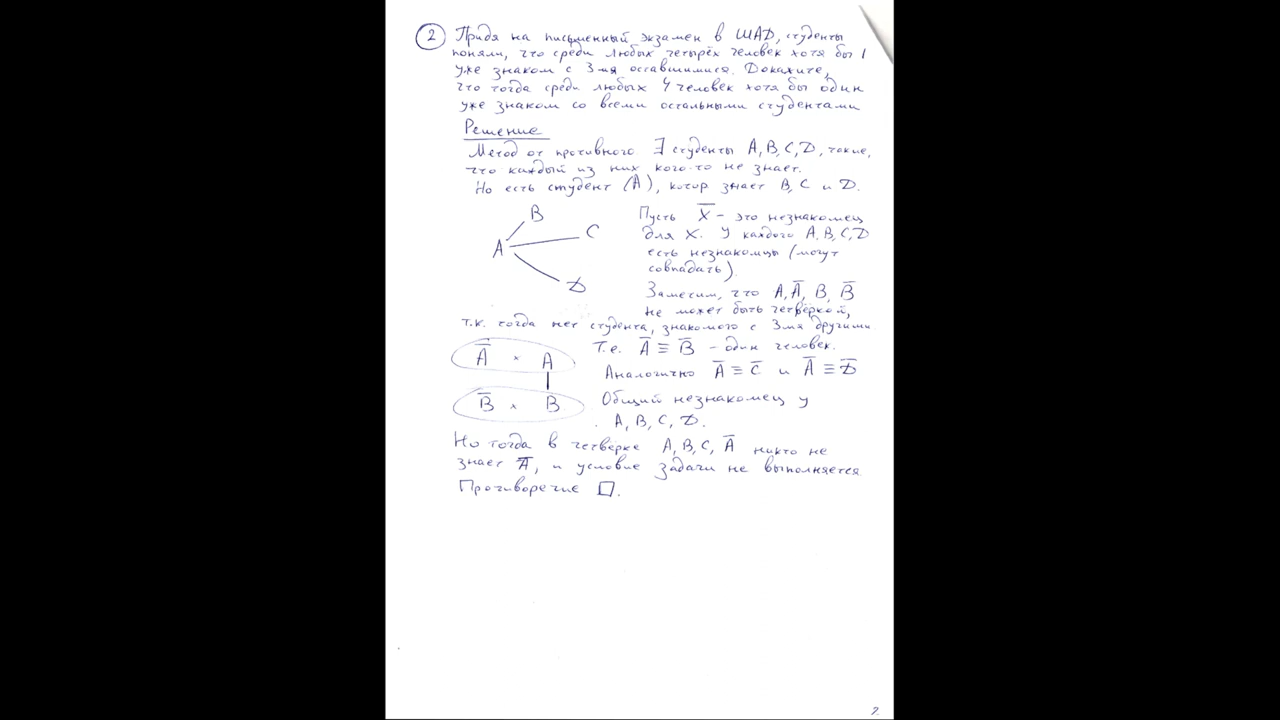 2 Придя на письменный экзамен в ШАД, студенты
поняли, что среди любых четырёх человек хотя бы 1
уже знаком с 3-мя оставшимися. Докажите,
что тогда среди любых 4 человек хотя бы один
уже знаком со всеми остальными студентами
Решение
Метод от противного ∃ студенты A, B, C, D, такие,
что каждый из них кого-то не знает.
Но есть студент (A), котор знает B, C и D.
B
C
A
D
Пусть X̅ - это незнакомец
для X. У каждого A, B, C, D
есть незнакомцы (могут
совпадать).
Заметим, что A, A̅, B, B̅
не может быть четвёркой,
т.к. тогда нет студента, знакомого с 3мя другими.
A̅ × A
B̅ × B
Т.е. A̅ ≡ B̅ - один человек.
Аналогично A̅ ≡ C̅ и A̅ ≡ D̅
Общий незнакомец у
A, B, C, D.
Но тогда в четвёрке A, B, C, A̅ никто не
знает A̅, и условие задачи не выполняется
Противоречие □.
2